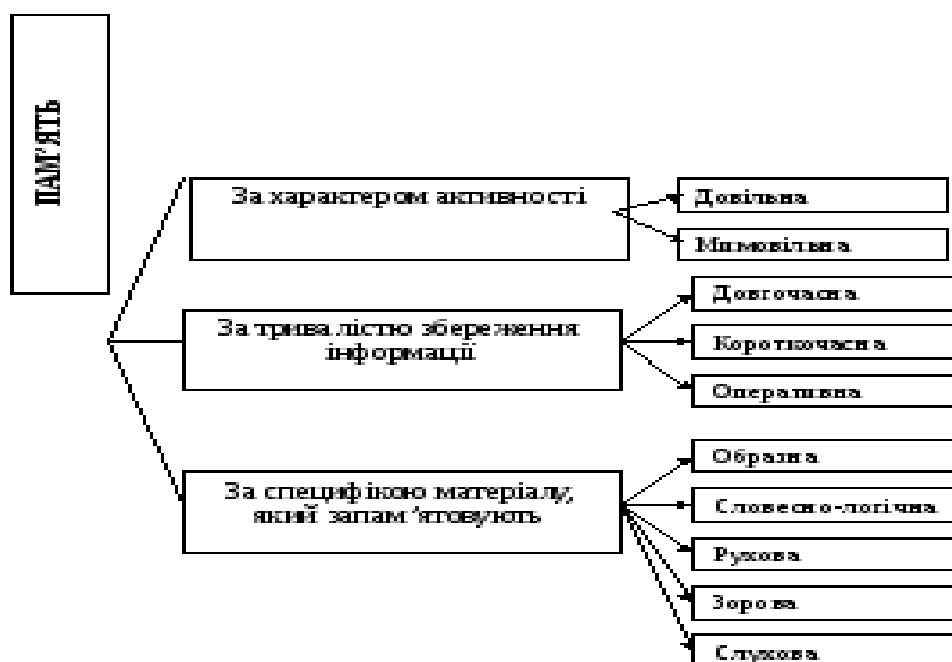 ПАМ'ЯТЬ
За характером активності
Довільна
Мимовільна
За тривалістю збереження
інформації
Довгочасна
Короткочасна
Оперативна
За специфікою матеріалу,
який запам'ятовують
Образна
Словесно-логічна
Рухова
Зорова
Слухова